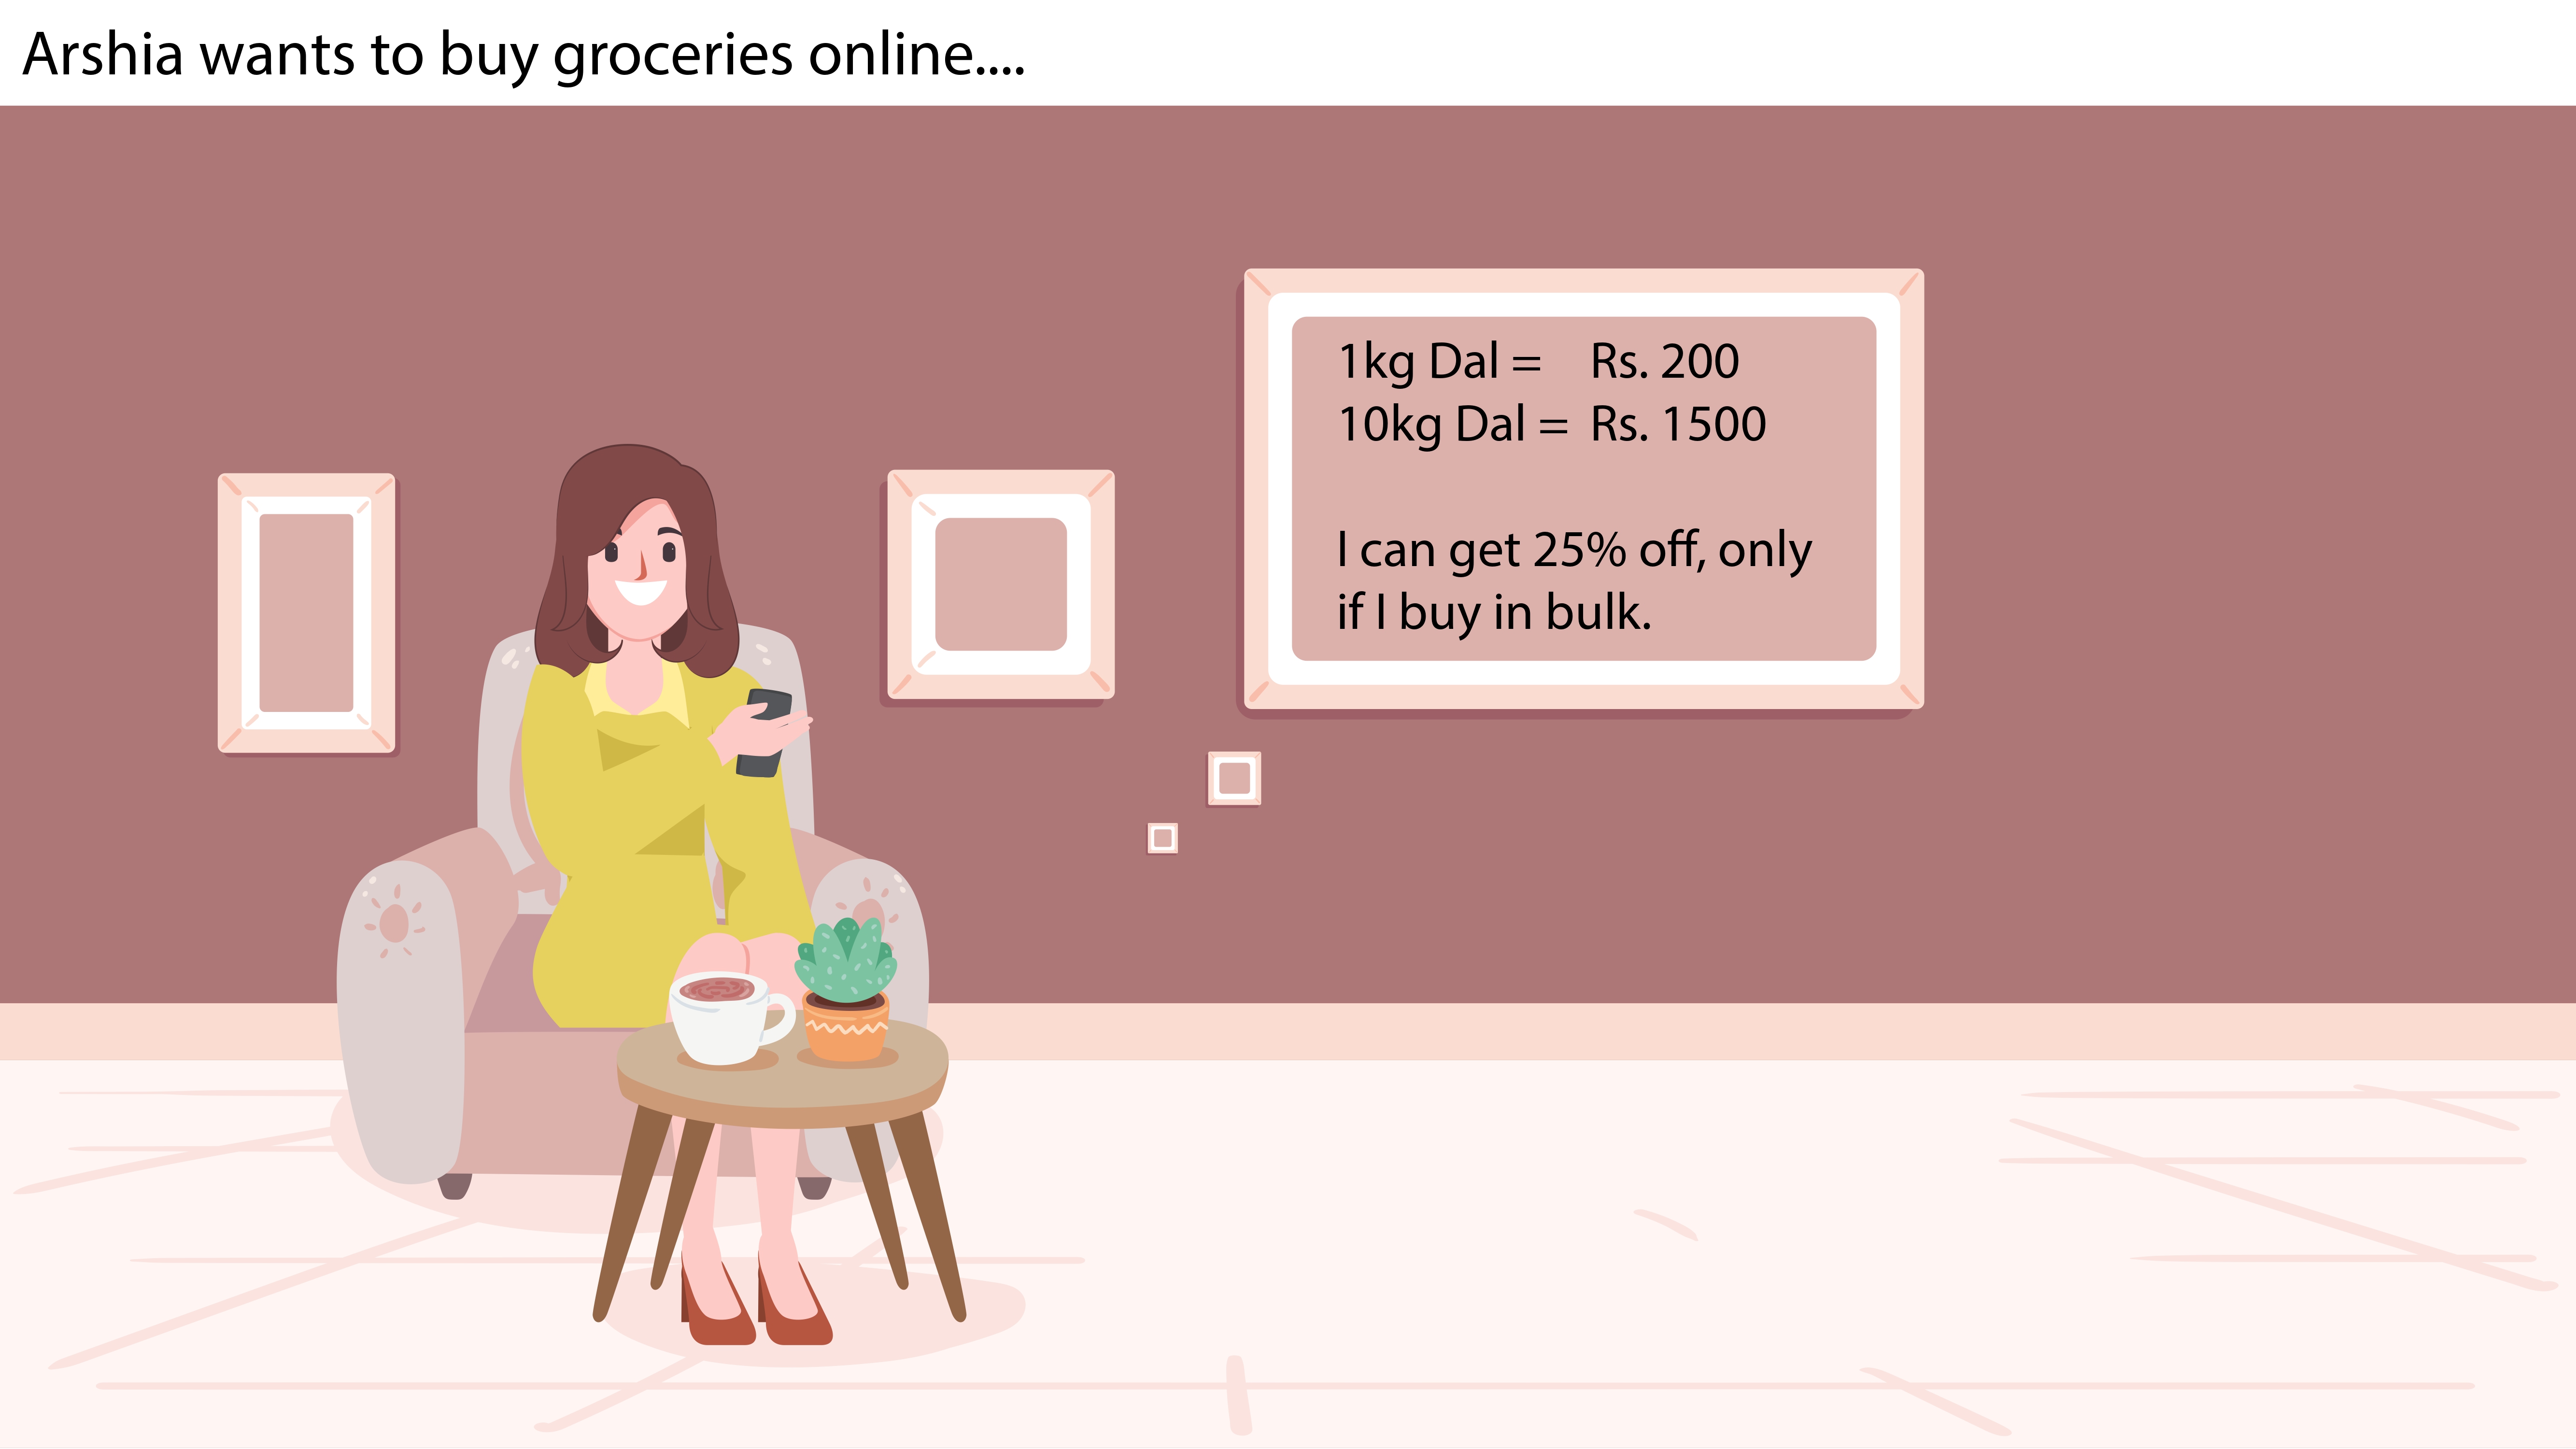 Arshia wants to buy groceries online....
1kg Dal = Rs. 200
10kg Dal = Rs. 1500
I can get 25% off, only
if I buy in bulk.